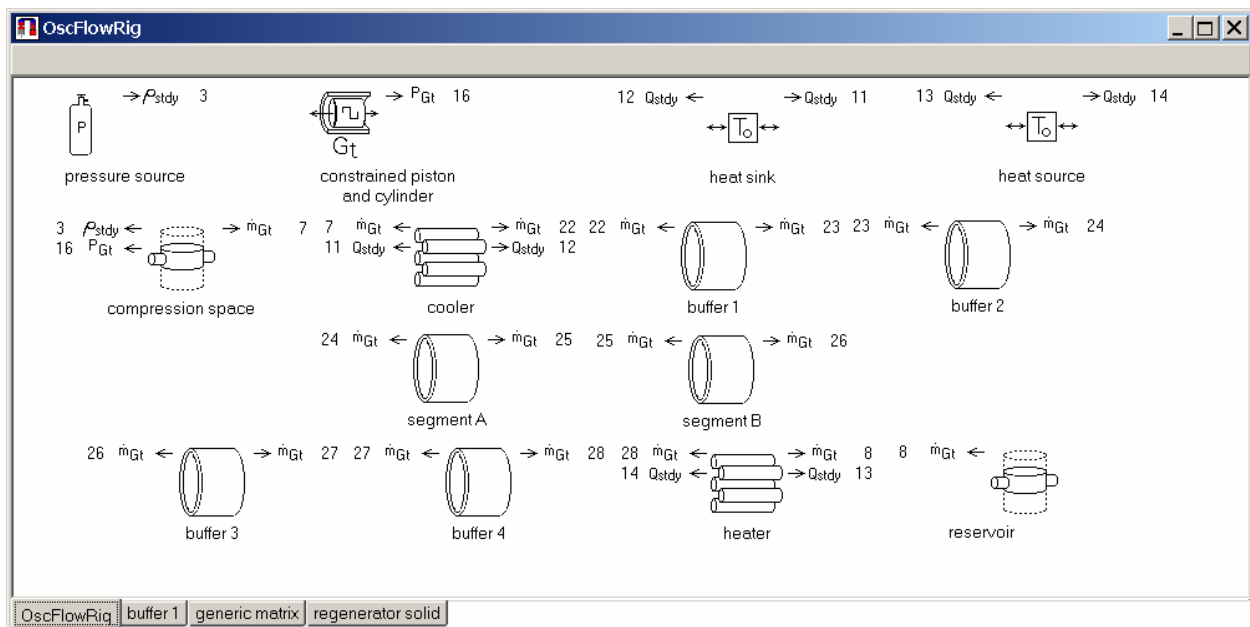 OscFlowRig
→ ρstdy 3
→ PGt 16
12 Qstdy ← → Qstdy 11
13 Qstdy ← → Qstdy 14
P
Gt
To
To
pressure source
constrained piston
and cylinder
heat sink
heat source
3 ρstdy ← → ṁGt 7
16 PGt ←
compression space
7 ṁGt ← → ṁGt 22
11 Qstdy ← → Qstdy 12
cooler
22 ṁGt ← → ṁGt 23
buffer 1
23 ṁGt ← → ṁGt 24
buffer 2
24 ṁGt ← → ṁGt 25
segment A
25 ṁGt ← → ṁGt 26
segment B
26 ṁGt ← → ṁGt 27
buffer 3
27 ṁGt ← → ṁGt 28
buffer 4
28 ṁGt ← → ṁGt 8
14 Qstdy ← → Qstdy 13
heater
8 ṁGt ←
reservoir
OscFlowRig
buffer 1
generic matrix
regenerator solid